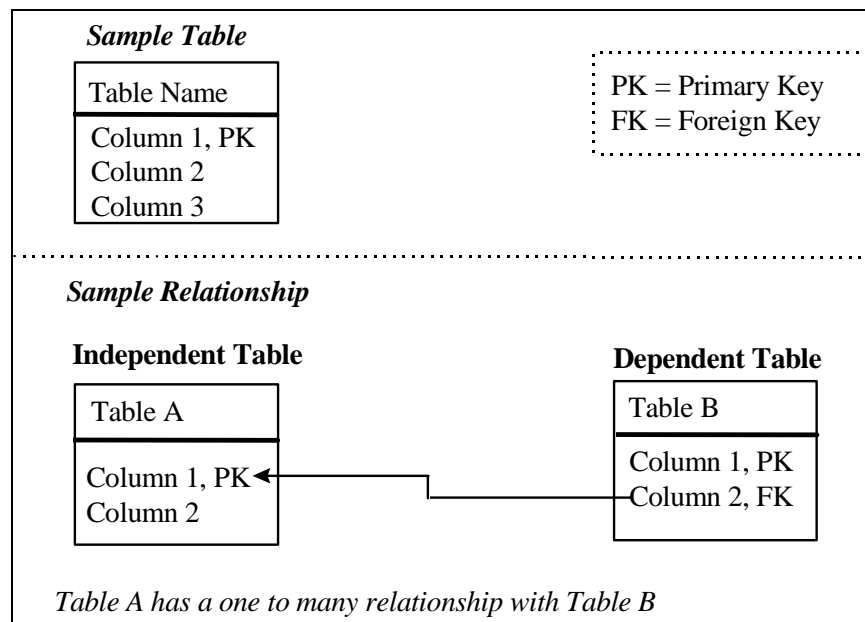 Sample Table
Table Name
Column 1, PK
Column 2
Column 3
PK = Primary Key
FK = Foreign Key
Sample Relationship
Independent Table
Table A
Column 1, PK
Column 2
Dependent Table
Table B
Column 1, PK
Column 2, FK
Table A has a one to many relationship with Table B